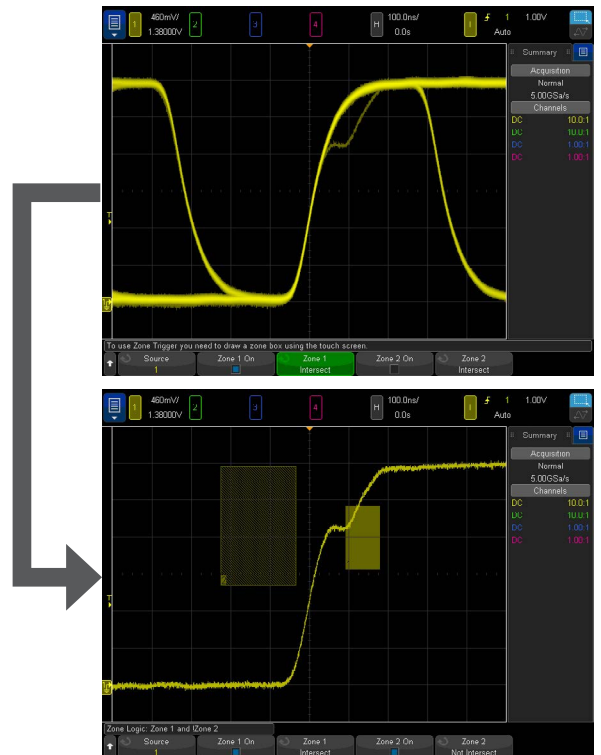 1 460mV/ 2 3 4 H 100.0ns/ 1 1.00V
1.38000V 0.0s Auto
Summary
Acquisition
Normal
5.00GSa/s
Channels
DC 10.0:1
DC 10.0:1
DC 1.00:1
DC 1.00:1
T
To use Zone Trigger you need to draw a zone box using the touch screen.
Source Zone 1 On Zone 1 Zone 2 On Zone 2
1 Intersect Intersect
1 460mV/ 2 3 4 H 100.0ns/ 1 1.00V
1.38000V 0.0s Auto
Summary
Acquisition
Normal
5.00GSa/s
Channels
DC 10.0:1
DC 10.0:1
DC 1.00:1
DC 1.00:1
T
Zone Logic: Zone 1 and !Zone 2
Source Zone 1 On Zone 1 Zone 2 On Zone 2
1 Intersect Not Intersect